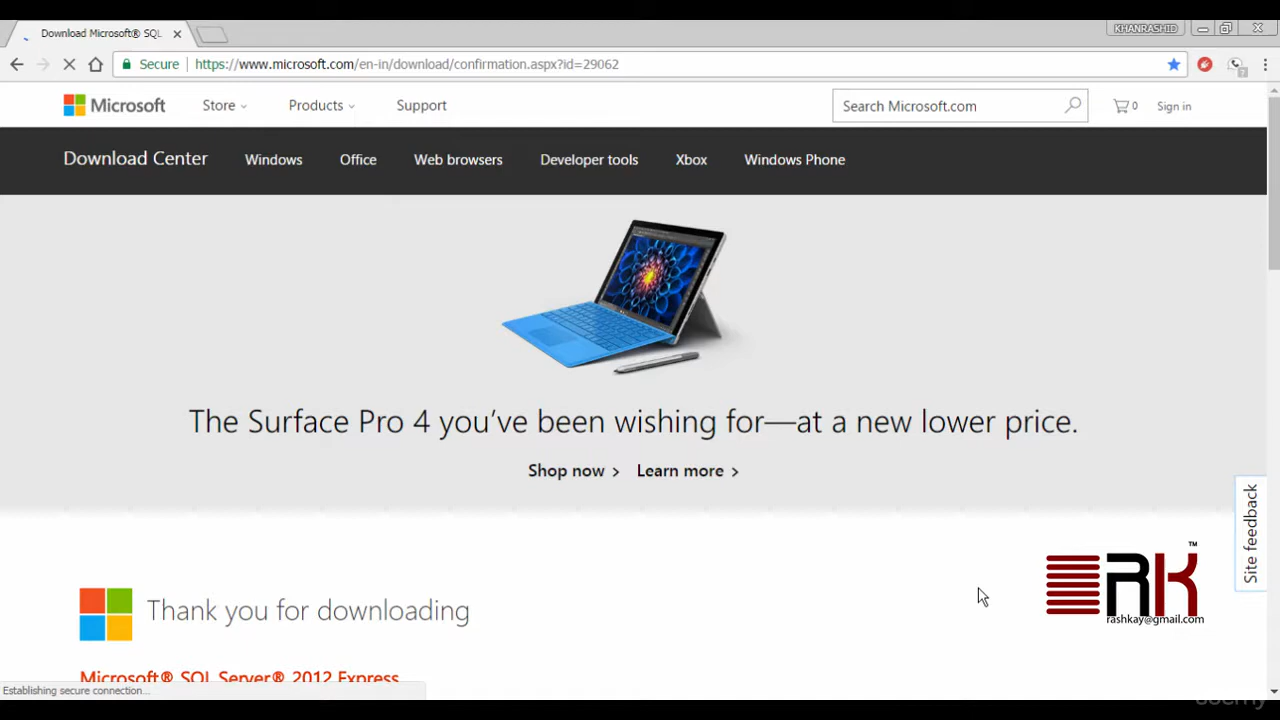 Download Microsoft® SQL
KHANRASHID
Secure https://www.microsoft.com/en-in/download/confirmation.aspx?id=29062
Microsoft Store Products Support Search Microsoft.com 0 Sign in
Download Center Windows Office Web browsers Developer tools Xbox Windows Phone
The Surface Pro 4 you've been wishing for—at a new lower price.
Shop now > Learn more >
Site feedback
RK™
rashkay@gmail.com
Thank you for downloading
Microsoft® SQL Server® 2012 Express
Establishing secure connection...